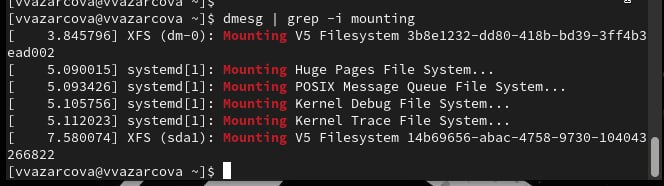 [vvazarcova@vvazarcova ~]$
[vvazarcova@vvazarcova ~]$ dmesg | grep -i mounting
[    3.845796] XFS (dm-0): Mounting V5 Filesystem 3b8e1232-dd80-418b-bd39-3ff4b3
ead002
[    5.090015] systemd[1]: Mounting Huge Pages File System...
[    5.093426] systemd[1]: Mounting POSIX Message Queue File System...
[    5.105756] systemd[1]: Mounting Kernel Debug File System...
[    5.112023] systemd[1]: Mounting Kernel Trace File System...
[    7.580074] XFS (sda1): Mounting V5 Filesystem 14b69656-abac-4758-9730-104043
266822
[vvazarcova@vvazarcova ~]$